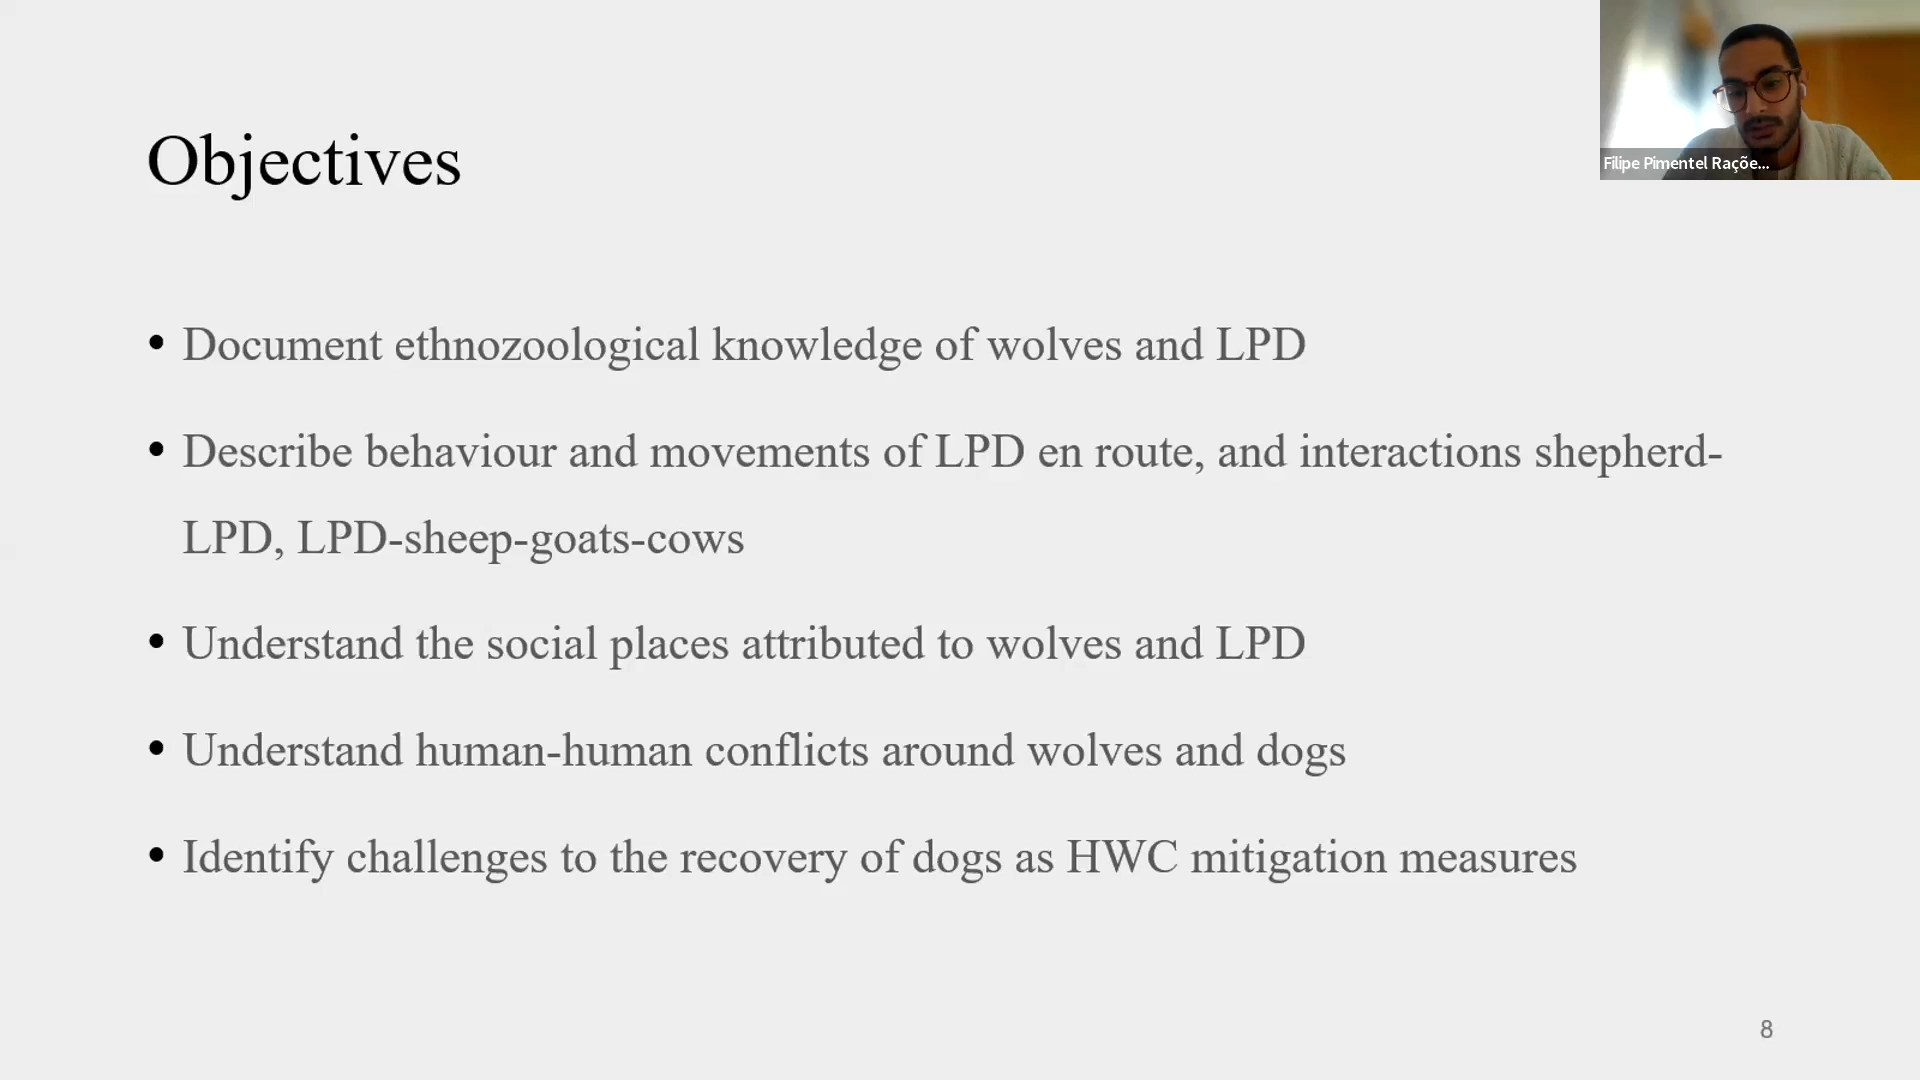 Objectives
Filipe Pimentel Raçõe...
• Document ethnozoological knowledge of wolves and LPD
• Describe behaviour and movements of LPD en route, and interactions shepherd-
LPD, LPD-sheep-goats-cows
• Understand the social places attributed to wolves and LPD
• Understand human-human conflicts around wolves and dogs
• Identify challenges to the recovery of dogs as HWC mitigation measures
8